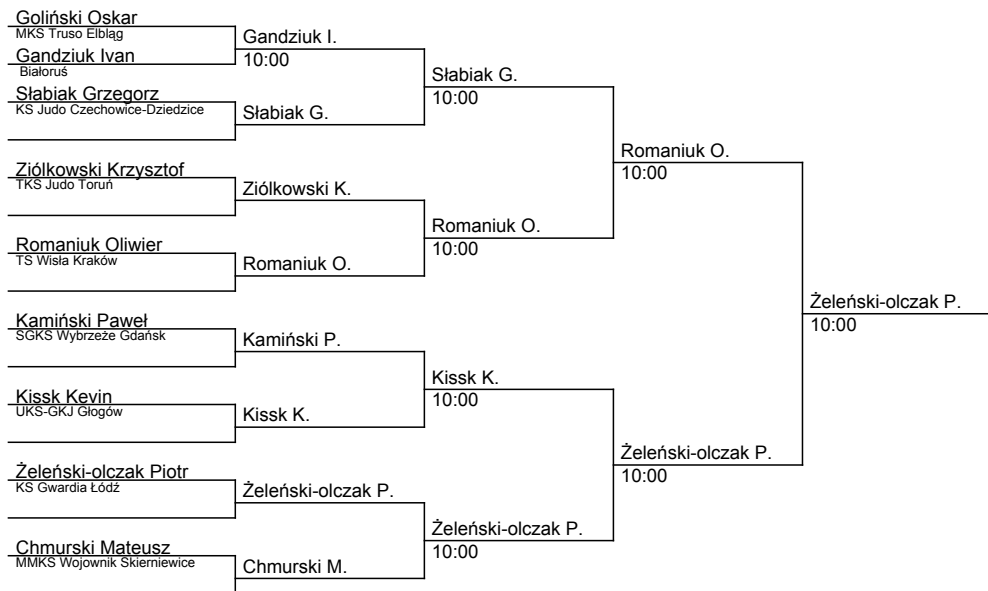 Goliński Oskar
MKS Truso Elbląg
Gandziuk Ivan
Białoruś
Słabiak Grzegorz
KS Judo Czechowice-Dziedzice
Ziólkowski Krzysztof
TKS Judo Toruń
Romaniuk Oliwier
TS Wisła Kraków
Kamiński Paweł
SGKS Wybrzeże Gdańsk
Kissk Kevin
UKS-GKJ Głogów
Żeleński-olczak Piotr
KS Gwardia Łódź
Chmurski Mateusz
MMKS Wojownik Skierniewice
Gandziuk I.
10:00
Słabiak G.
Ziólkowski K.
Romaniuk O.
Kamiński P.
Kissk K.
Żeleński-olczak P.
Chmurski M.
Słabiak G.
10:00
Romaniuk O.
10:00
Kissk K.
10:00
Żeleński-olczak P.
10:00
Romaniuk O.
10:00
Żeleński-olczak P.
10:00
Żeleński-olczak P.
10:00